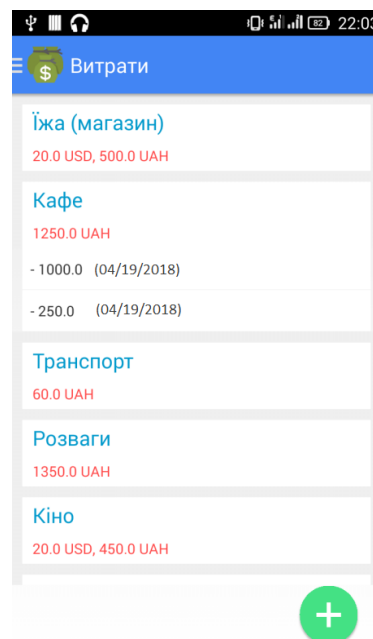 82 22:03
Витрати
Їжа (магазин)
20.0 USD, 500.0 UAH
Кафе
1250.0 UAH
- 1000.0 (04/19/2018)
- 250.0 (04/19/2018)
Транспорт
60.0 UAH
Розваги
1350.0 UAH
Кіно
20.0 USD, 450.0 UAH